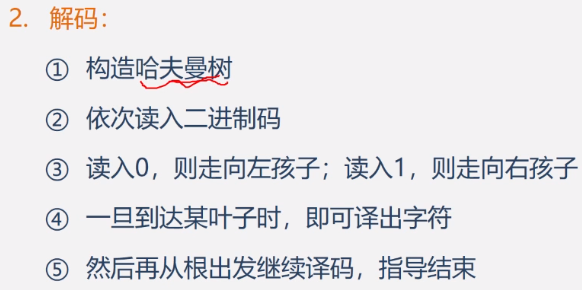 2. 解码：
① 构造哈夫曼树
② 依次读入二进制码
③ 读入0，则走向左孩子；读入1，则走向右孩子
④ 一旦到达某叶子时，即可译出字符
⑤ 然后再从根出发继续译码，指导结束